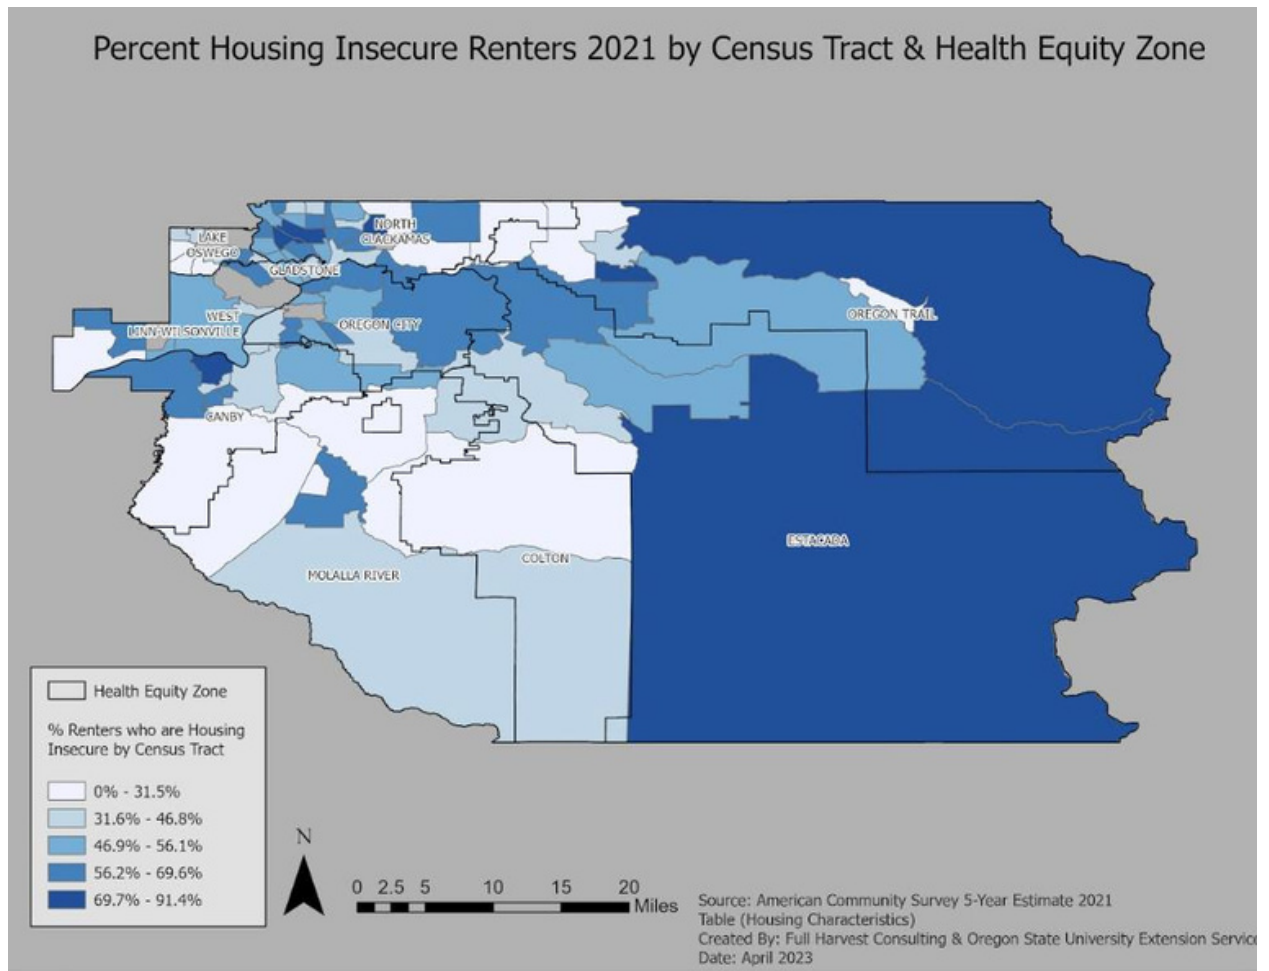 Percent Housing Insecure Renters 2021 by Census Tract & Health Equity Zone
NORTH
CLACKAMAS
LAKE
OSWEGO
GLADSTONE
WEST
LINN-WILSONVILLE
OREGON CITY
OREGON TRAIL
CANBY
ESTACADA
COLTON
MOLALLA RIVER
Health Equity Zone
% Renters who are Housing
Insecure by Census Tract
0% - 31.5%
31.6% - 46.8%
46.9% - 56.1%
56.2% - 69.6%
69.7% - 91.4%
N
0 2.5 5 10 15 20
Miles
Source: American Community Survey 5-Year Estimate 2021
Table (Housing Characteristics)
Created By: Full Harvest Consulting & Oregon State University Extension Service
Date: April 2023